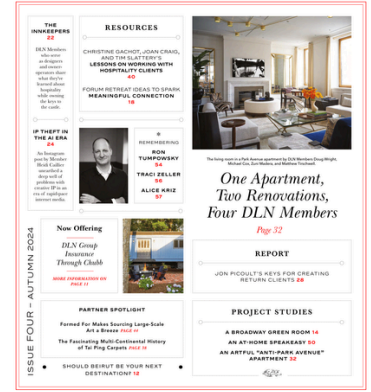 THE
INNKEEPERS
22
DLN Members
who serve
as designers
and owner-
operators share
what they've
learned about
hospitality
while owning
the keys to
the castle.
IP THEFT IN
THE AI ERA
24
An Instagram
post by Member
Heidi Caillier
unearthed a
deep well of
problems with
creative IP in an
era of rapidpace
internet media.
RESOURCES
CHRISTINE GACHOT, JOAN CRAIG,
AND TIM SLATTERY'S
LESSONS ON WORKING WITH
HOSPITALITY CLIENTS
40
FORUM RETREAT IDEAS TO SPARK
MEANINGFUL CONNECTION
18
REMEMBERING
RON
TUMPOWSKY
54
TRACI ZELLER
56
ALICE KRIZ
57
Now Offering
DLN Group
Insurance
Through Chubb
MORE INFORMATION ON
PAGE 11
PARTNER SPOTLIGHT
Formed For Makes Sourcing Large-Scale
Art a Breeze PAGE
The Fascinating Multi-Continental History
of Tai Ping Carpets PAGE
SHOULD BEIRUT BE YOUR NEXT
DESTINATION? 12
ISSUE FOUR – AUTUMN 2024
The living room in a Park Avenue apartment by DLN Members Doug Wright,
Michael Cox, and Matthew
One Apartment,
Two Renovations,
Four DLN Members
Page 32
REPORT
JON PICOULT'S KEYS FOR CREATING
RETURN CLIENTS 28
PROJECT STUDIES
A BROADWAY GREEN ROOM 14
AN AT-HOME SPEAKEASY 50
AN ARTFUL "ANTI-PARK AVENUE"
APARTMENT 32